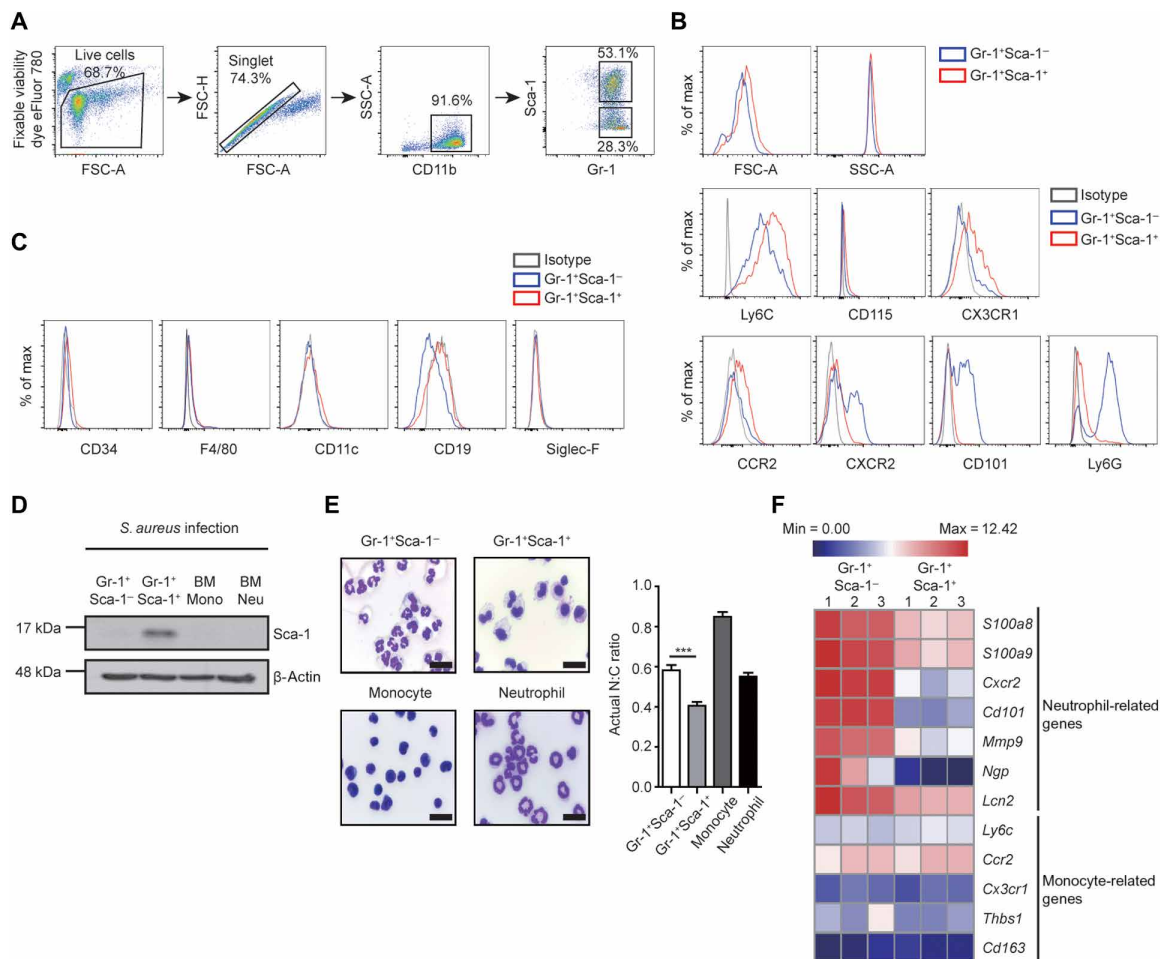 A
Fixable viability
dye eFluor 780
Live cells
68.7%
FSC-A
FSC-H
Singlet
74.3%
FSC-A
SSC-A
91.6%
CD11b
Sca-1
53.1%
28.3%
Gr-1
B
Gr-1⁺Sca-1⁻
Gr-1⁺Sca-1⁺
% of max
FSC-A
SSC-A
Isotype
Gr-1⁺Sca-1⁻
Gr-1⁺Sca-1⁺
% of max
Ly6C
CD115
CX3CR1
% of max
CCR2
CXCR2
CD101
Ly6G
C
Isotype
Gr-1⁺Sca-1⁻
Gr-1⁺Sca-1⁺
% of max
CD34
F4/80
CD11c
CD19
Siglec-F
D
S. aureus infection
Gr-1⁺ Gr-1⁺ BM BM
Sca-1⁻ Sca-1⁺ Mono Neu
17 kDa
Sca-1
48 kDa
β-Actin
E
Gr-1⁺Sca-1⁻
Gr-1⁺Sca-1⁺
Monocyte
Neutrophil
Actual N:C ratio
1.0
0.8
0.6
0.4
0.2
0.0
***
Gr-1⁺Sca-1⁻
Gr-1⁺Sca-1⁺
Monocyte
Neutrophil
F
Min = 0.00
Max = 12.42
Gr-1⁺ Gr-1⁺
Sca-1⁻ Sca-1⁺
1 2 3 1 2 3
S100a8
S100a9
Cxcr2
Cd101
Mmp9
Ngp
Lcn2
Neutrophil-related
genes
Ly6c
Ccr2
Cx3cr1
Thbs1
Cd163
Monocyte-related
genes